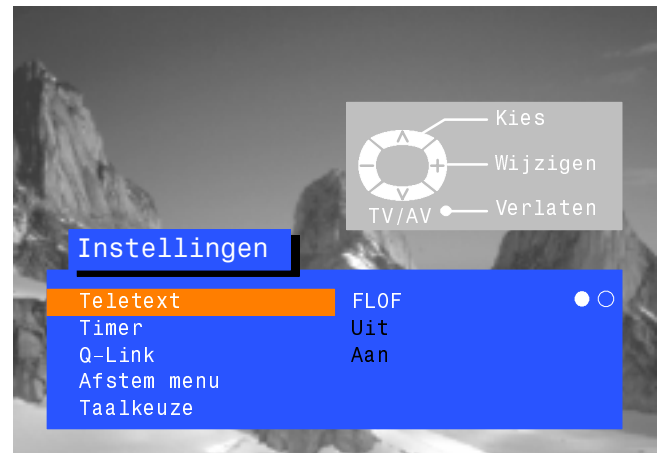 Kies
Wijzigen
TV/AV Verlaten
Instellingen
Teletext FLOF
Timer Uit
Q-Link Aan
Afstem menu
Taalkeuze